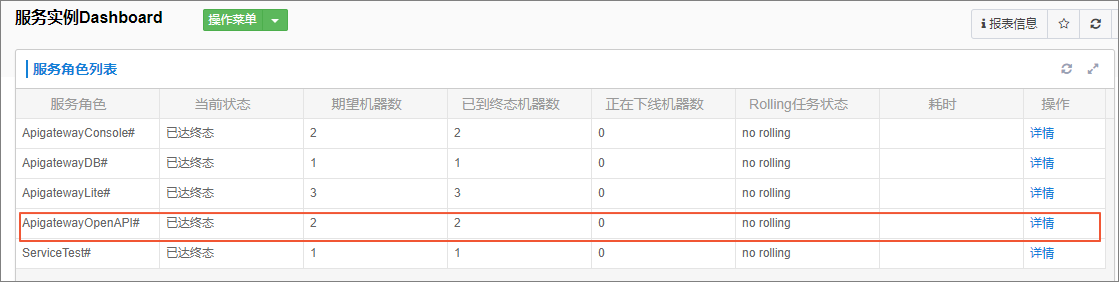 服务实例Dashboard 操作菜单 报表信息
服务角色列表
服务角色 当前状态 期望机器数 已到终态机器数 正在下线机器数 Rolling任务状态 耗时 操作
ApigatewayConsole# 已达终态 2 2 0 no rolling 详情
ApigatewayDB# 已达终态 1 1 0 no rolling 详情
ApigatewayLite# 已达终态 3 3 0 no rolling 详情
ApigatewayOpenAPI# 已达终态 2 2 0 no rolling 详情
ServiceTest# 已达终态 1 1 0 no rolling 详情